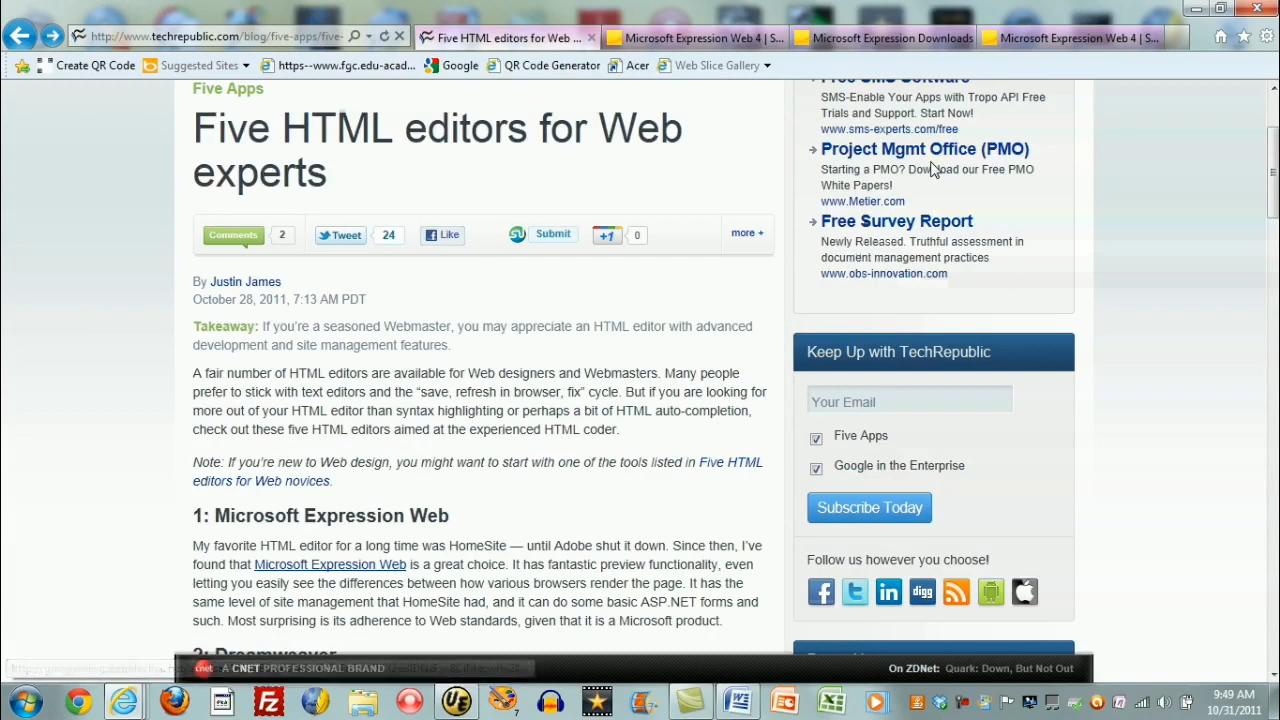 http://www.techrepublic.com/blog/five-apps/five-
Five HTML editors for Web ...
Microsoft Expression Web 4 | S...
Microsoft Expression Downloads
Microsoft Expression Web 4 | S...
Create QR Code
Suggested Sites
https--www.fgc.edu-acad...
Google
QR Code Generator
Acer
Web Slice Gallery
Five Apps
Five HTML editors for Web
experts
Comments
2
Tweet
24
Like
Submit
+1
0
more +
By Justin James
October 28, 2011, 7:13 AM PDT
Takeaway: If you're a seasoned Webmaster, you may appreciate an HTML editor with advanced
development and site management features.
A fair number of HTML editors are available for Web designers and Webmasters. Many people
prefer to stick with text editors and the “save, refresh in browser, fix” cycle. But if you are looking for
more out of your HTML editor than syntax highlighting or perhaps a bit of HTML auto-completion,
check out these five HTML editors aimed at the experienced HTML coder.
Note: If you're new to Web design, you might want to start with one of the tools listed in Five HTML
editors for Web novices.
1: Microsoft Expression Web
My favorite HTML editor for a long time was HomeSite — until Adobe shut it down. Since then, I've
found that Microsoft Expression Web is a great choice. It has fantastic preview functionality, even
letting you easily see the differences between how various browsers render the page. It has the
same level of site management that HomeSite had, and it can do some basic ASP.NET forms and
such. Most surprising is its adherence to Web standards, given that it is a Microsoft product.
2: Dreamweaver
Free SMS Software
SMS-Enable Your Apps with Tropo API Free
Trials and Support. Start Now!
www.sms-experts.com/free
Project Mgmt Office (PMO)
Starting a PMO? Download our Free PMO
White Papers!
www.Metier.com
Free Survey Report
Newly Released. Truthful assessment in
document management practices
www.obs-innovation.com
Keep Up with TechRepublic
Your Email
Five Apps
Google in the Enterprise
Subscribe Today
Follow us however you choose!
digg
cnet A CNET PROFESSIONAL BRAND
On ZDNet: Quark: Down, But Not Out
9:49 AM
10/31/2011